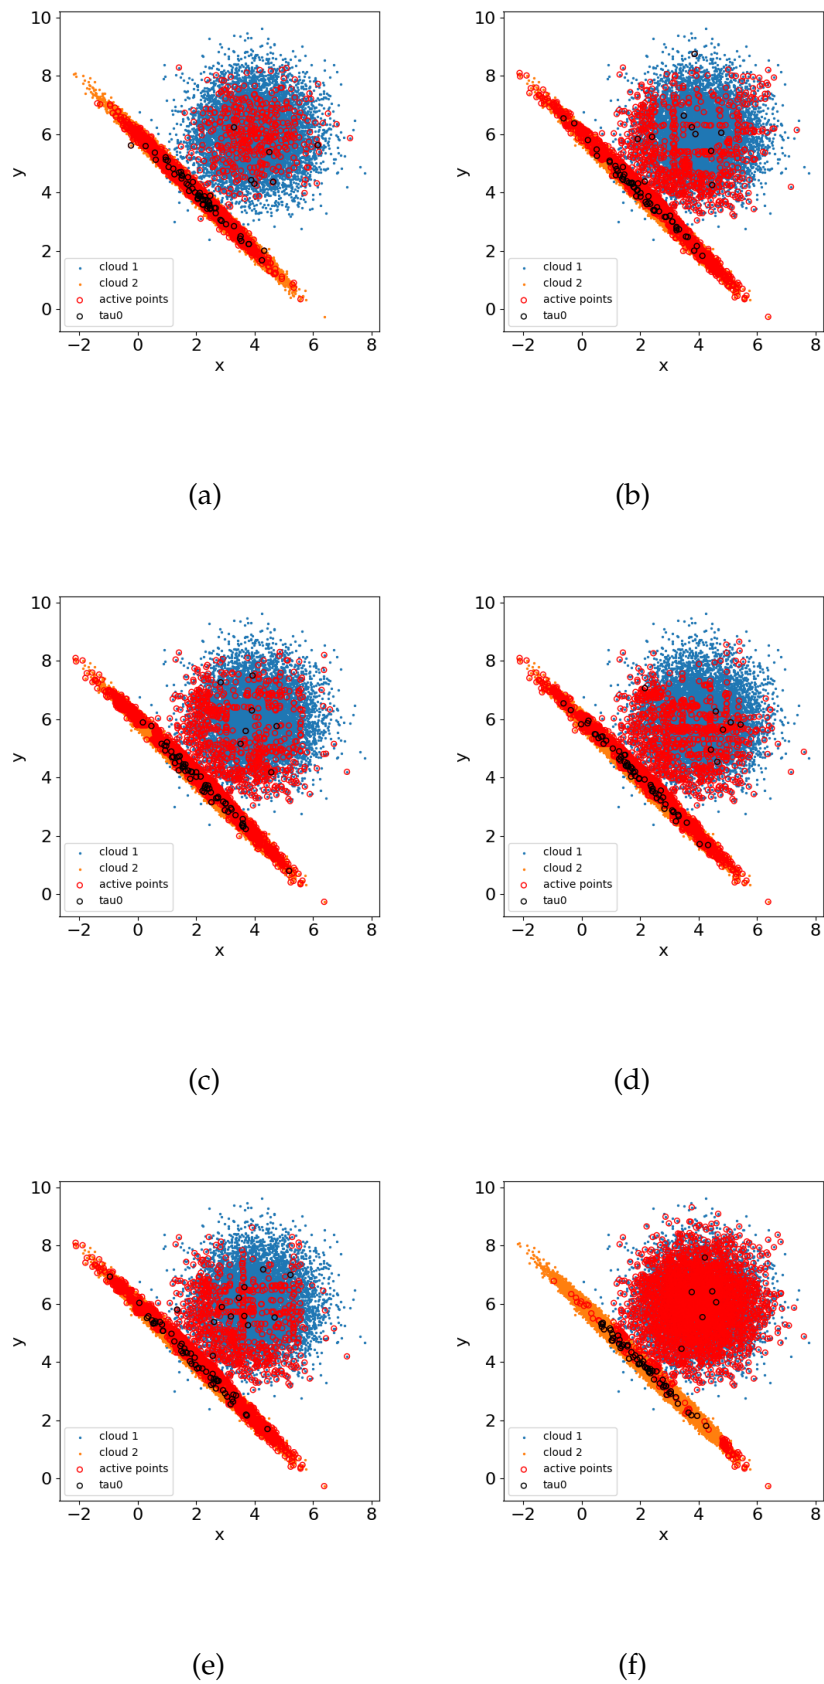 10
8
6
4
2
0
y
cloud 1
cloud 2
active points
tau0
−2 0 2 4 6 8
x
(a)
10
8
6
4
2
0
y
cloud 1
cloud 2
active points
tau0
−2 0 2 4 6 8
x
(b)
10
8
6
4
2
0
y
cloud 1
cloud 2
active points
tau0
−2 0 2 4 6 8
x
(c)
10
8
6
4
2
0
y
cloud 1
cloud 2
active points
tau0
−2 0 2 4 6 8
x
(d)
10
8
6
4
2
0
y
cloud 1
cloud 2
active points
tau0
−2 0 2 4 6 8
x
(e)
10
8
6
4
2
0
y
cloud 1
cloud 2
active points
tau0
−2 0 2 4 6 8
x
(f)